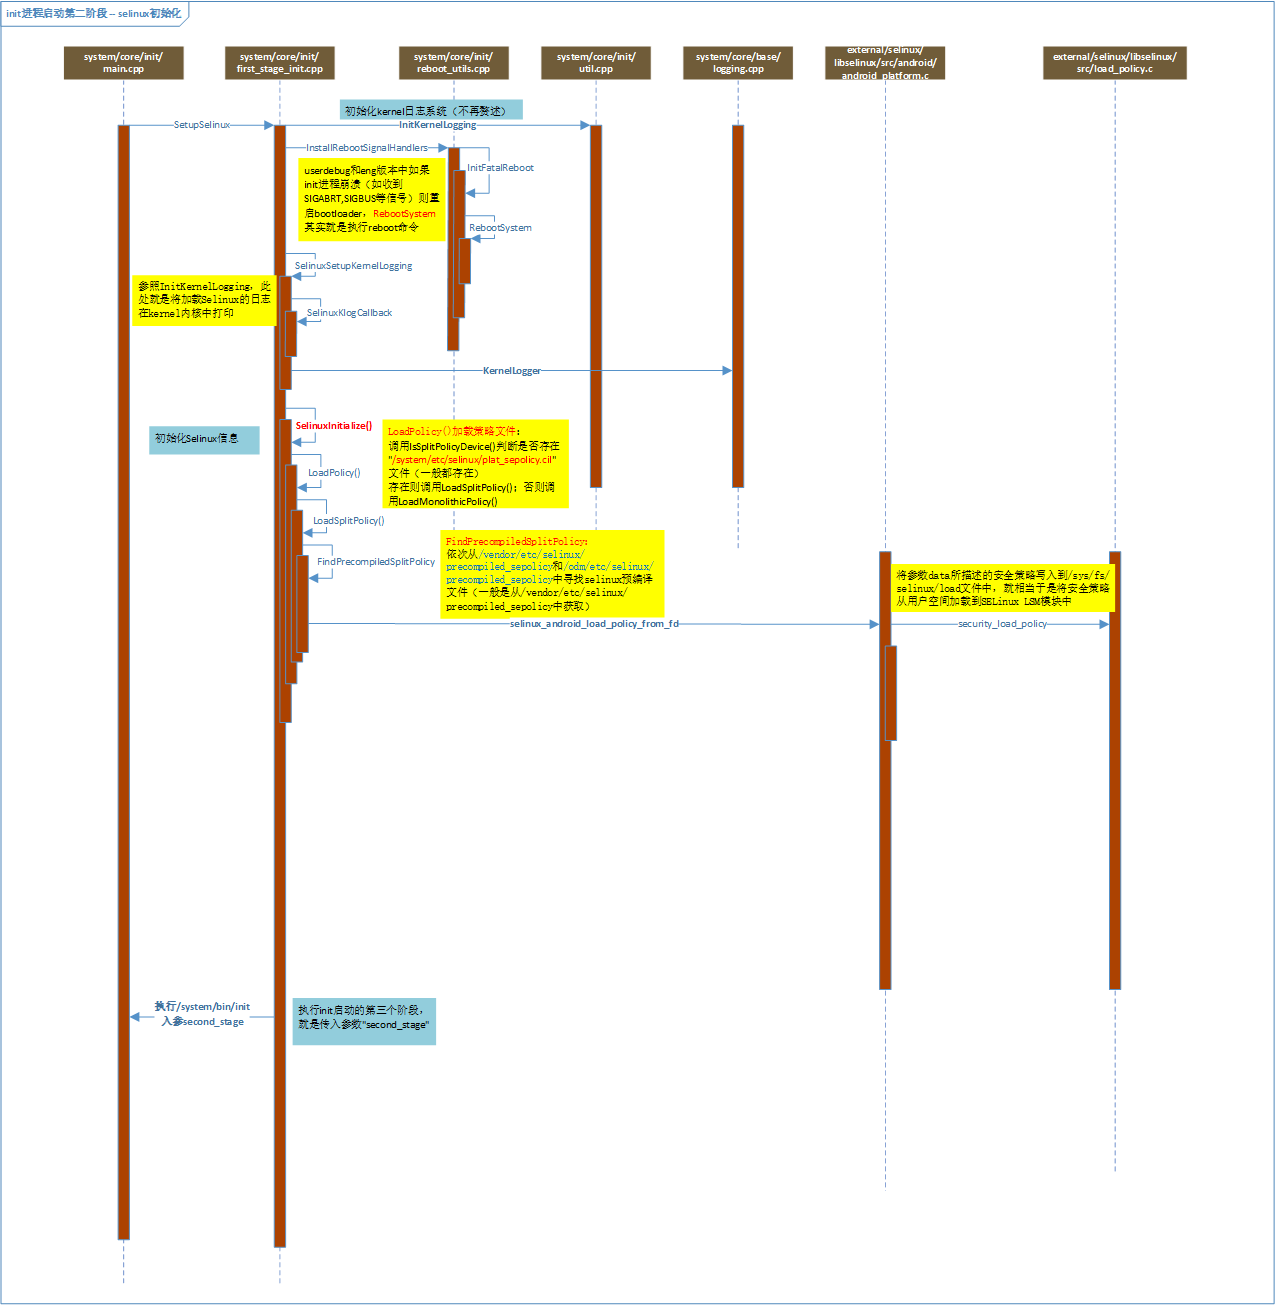 init进程启动第二阶段 -- selinux初始化
system/core/init/
main.cpp
system/core/init/
first_stage_init.cpp
system/core/init/
reboot_utils.cpp
system/core/init/
util.cpp
system/core/base/
logging.cpp
external/selinux/
libselinux/src/android/
android_platform.c
external/selinux/libselinux/
src/load_policy.c
初始化kernel日志系统（不再赘述）
SetupSelinux
InitKernelLogging
InstallRebootSignalHandlers
InitFatalReboot
userdebug和eng版本中如果
init进程崩溃（如收到
SIGABRT,SIGBUS等信号）则重
启bootloader，RebootSystem
其实就是执行reboot命令
RebootSystem
SelinuxSetupKernelLogging
参照InitKernelLogging，此
处就是将加载Selinux的日志
在kernel内核中打印
SelinuxKlogCallback
KernelLogger
SelinuxInitialize()
初始化Selinux信息
LoadPolicy()加载策略文件：
调用IsSplitPolicyDevice()判断是否存在
"/system/etc/selinux/plat_sepolicy.cil"
文件（一般都存在）
存在则调用LoadSplitPolicy()；否则调
用LoadMonolithicPolicy()
LoadPolicy()
LoadSplitPolicy()
FindPrecompiledSplitPolicy
FindPrecompiledSplitPolicy：
依次从/vendor/etc/selinux/
precompiled_sepolicy和/odm/etc/selinux/
precompiled_sepolicy中寻找selinux预编译
文件（一般是从/vendor/etc/selinux/
precompiled_sepolicy中获取）
将参数data所描述的安全策略写入到/sys/fs/
selinux/load文件中，就相当于是将安全策略
从用户空间加载到SELinux LSM模块中
selinux_android_load_policy_from_fd
security_load_policy
执行/system/bin/init
入参second_stage
执行init启动的第三个阶段，
就是传入参数"second_stage"